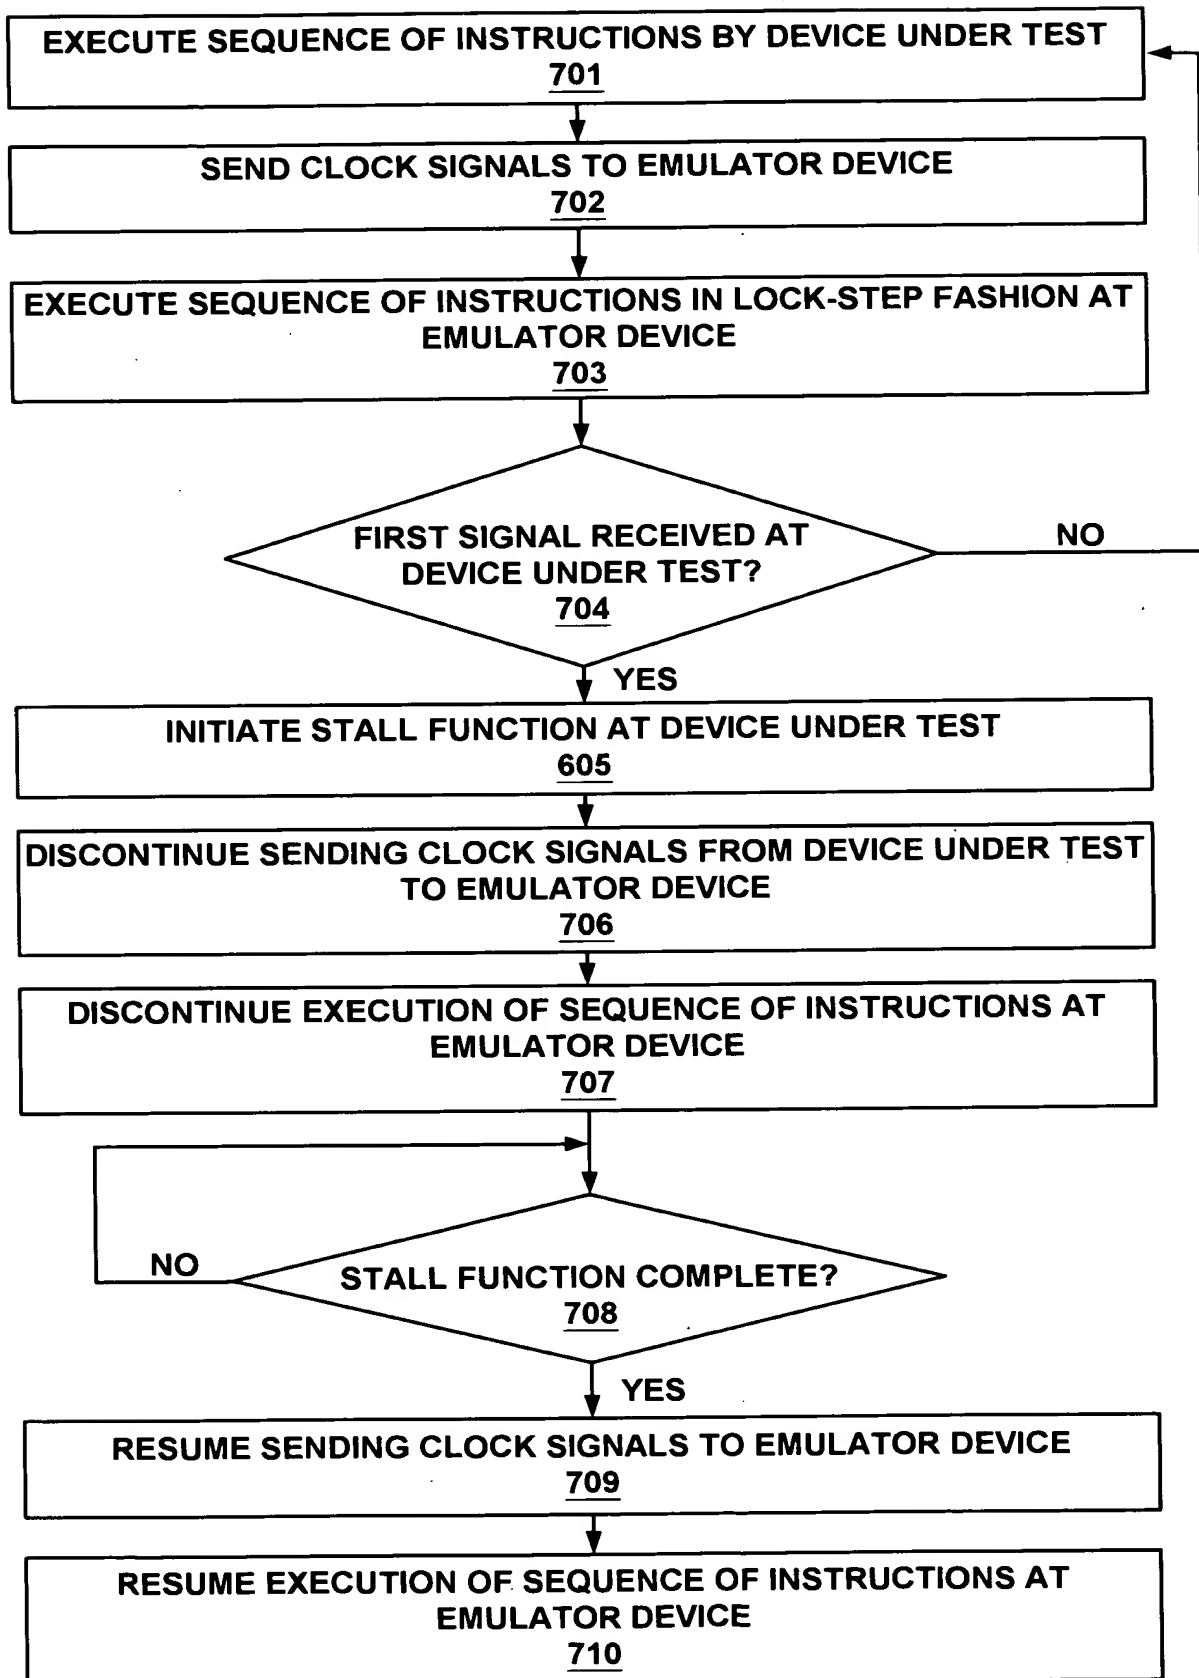 EXECUTE SEQUENCE OF INSTRUCTIONS BY DEVICE UNDER TEST
701
SEND CLOCK SIGNALS TO EMULATOR DEVICE
702
EXECUTE SEQUENCE OF INSTRUCTIONS IN LOCK-STEP FASHION AT
EMULATOR DEVICE
703
FIRST SIGNAL RECEIVED AT
DEVICE UNDER TEST?
704
NO
YES
INITIATE STALL FUNCTION AT DEVICE UNDER TEST
605
DISCONTINUE SENDING CLOCK SIGNALS FROM DEVICE UNDER TEST
TO EMULATOR DEVICE
706
DISCONTINUE EXECUTION OF SEQUENCE OF INSTRUCTIONS AT
EMULATOR DEVICE
707
NO
STALL FUNCTION COMPLETE?
708
YES
RESUME SENDING CLOCK SIGNALS TO EMULATOR DEVICE
709
RESUME EXECUTION OF SEQUENCE OF INSTRUCTIONS AT
EMULATOR DEVICE
710